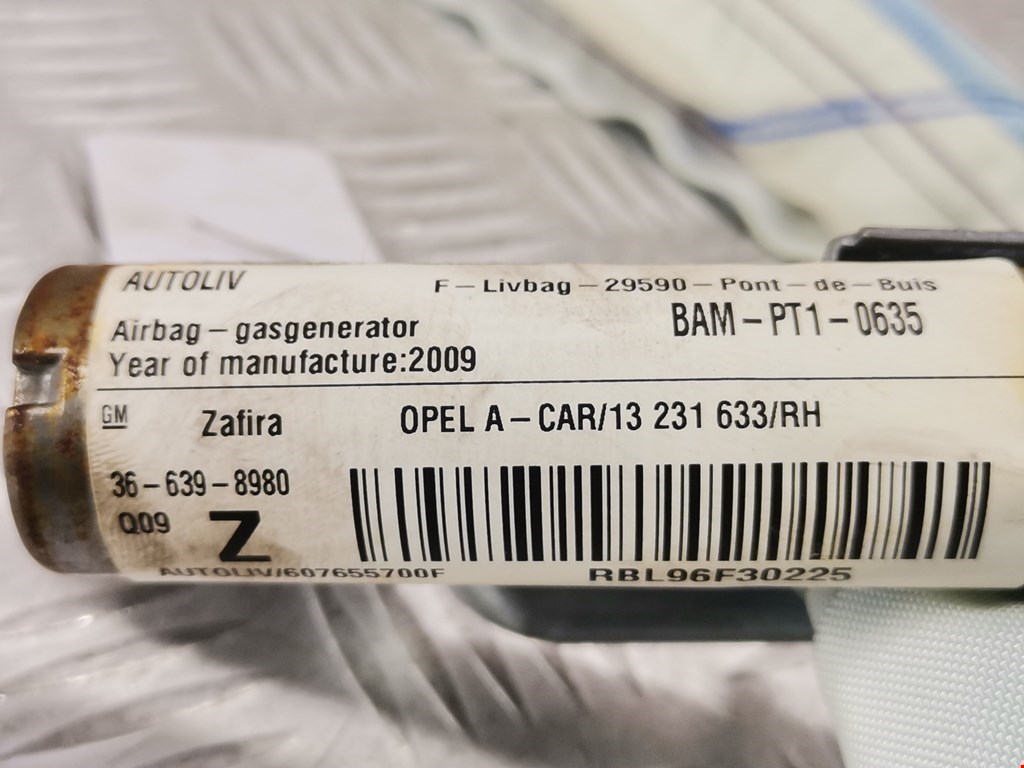 AUTOLIV
F-Livbag-29590-Pont-de-Buis
Airbag-gasgenerator
BAM-PT1-0635
Year of manufacture:2009
GM
Zafira
OPEL A-CAR/13 231 633/RH
36-639-8980
Q09
Z
AUTOLIV/607655700F
RBL96F30225